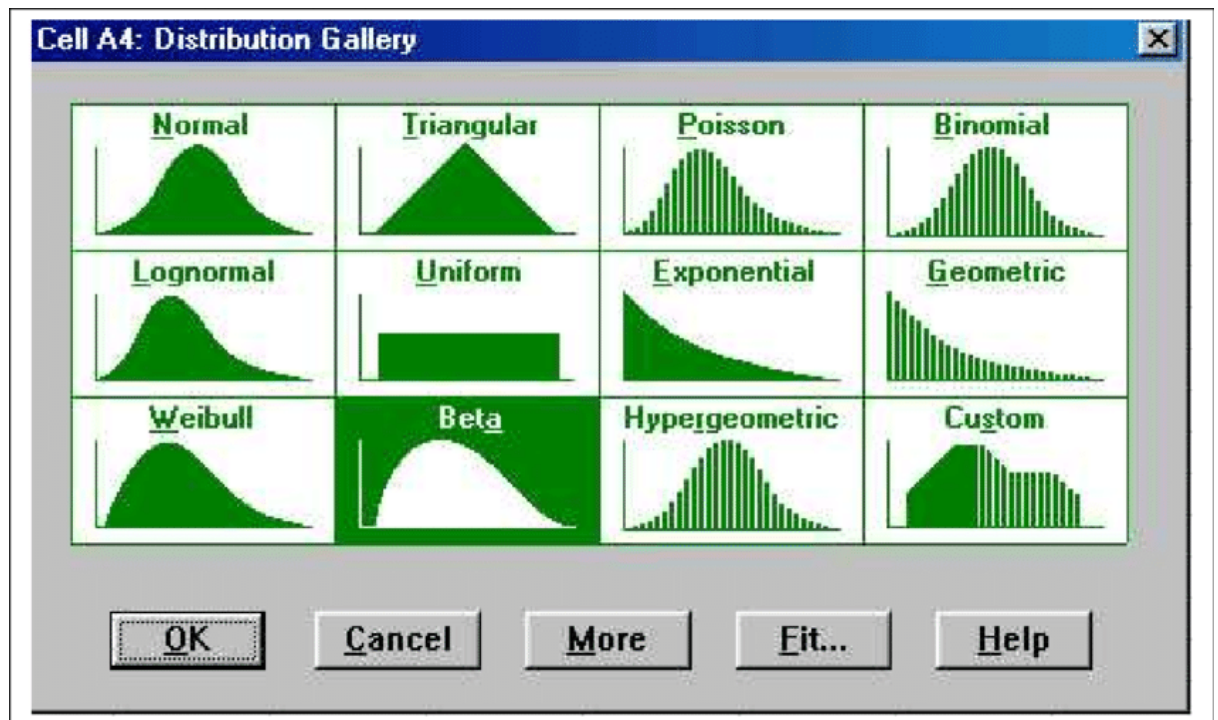 Cell A4: Distribution Gallery
Normal Triangular Poisson Binomial
Lognormal Uniform Exponential Geometric
Weibull Beta Hypergeometric Custom
OK Cancel More Fit... Help